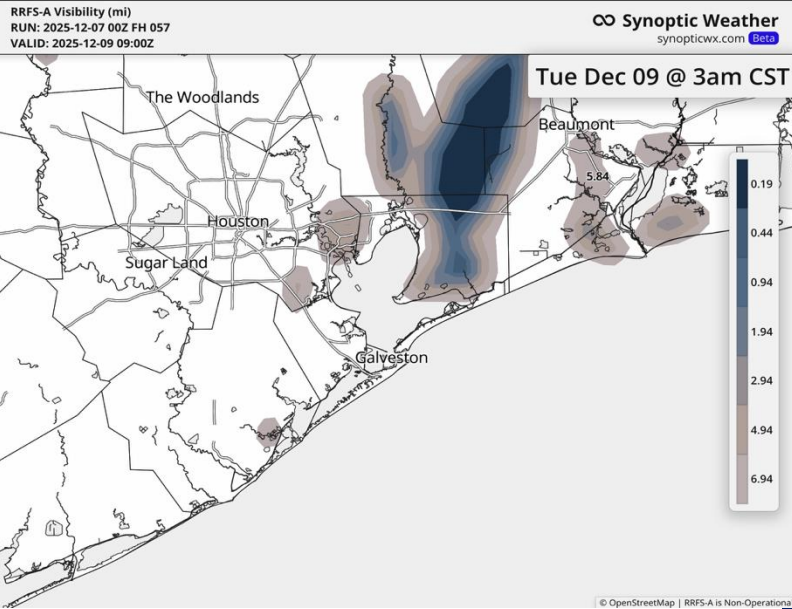 RRFS-A Visibility (mi)
RUN: 2025-12-07 00Z FH 057
VALID: 2025-12-09 09:00Z
Synoptic Weather
synopticwx.com Beta
Tue Dec 09 @ 3am CST
The Woodlands
Beaumont
5.84
Houston
Sugar Land
Galveston
0.19
0.44
0.94
1.94
2.94
4.94
6.94
© OpenStreetMap | RRFS-A is Non-Operationa